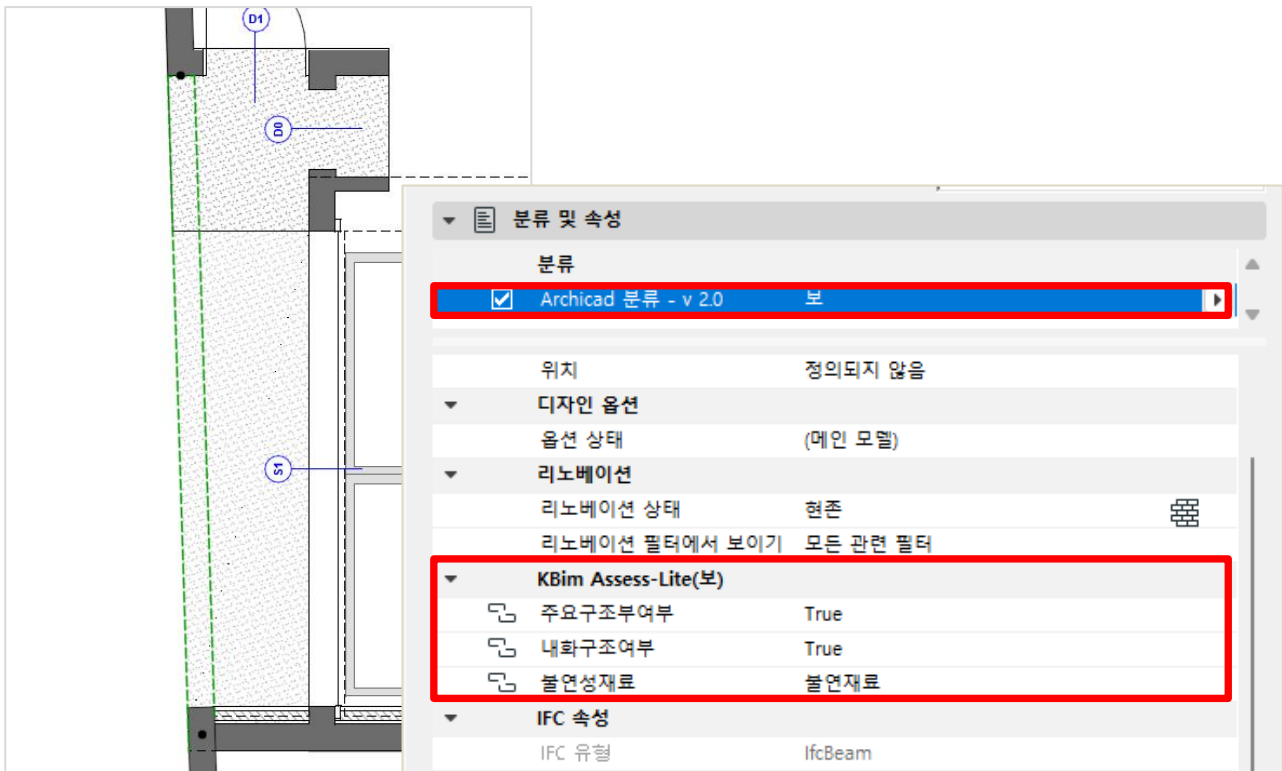 D1
D0
S1
분류 및 속성
분류
Archicad 분류 - v 2.0 보
위치 정의되지 않음
디자인 옵션
옵션 상태 (메인 모델)
리노베이션
리노베이션 상태 현존
리노베이션 필터에서 보이기 모든 관련 필터
KBim Assess-Lite(보)
주요구조부여부 True
내화구조여부 True
불연성재료 불연재료
IFC 속성
IFC 유형 IfcBeam